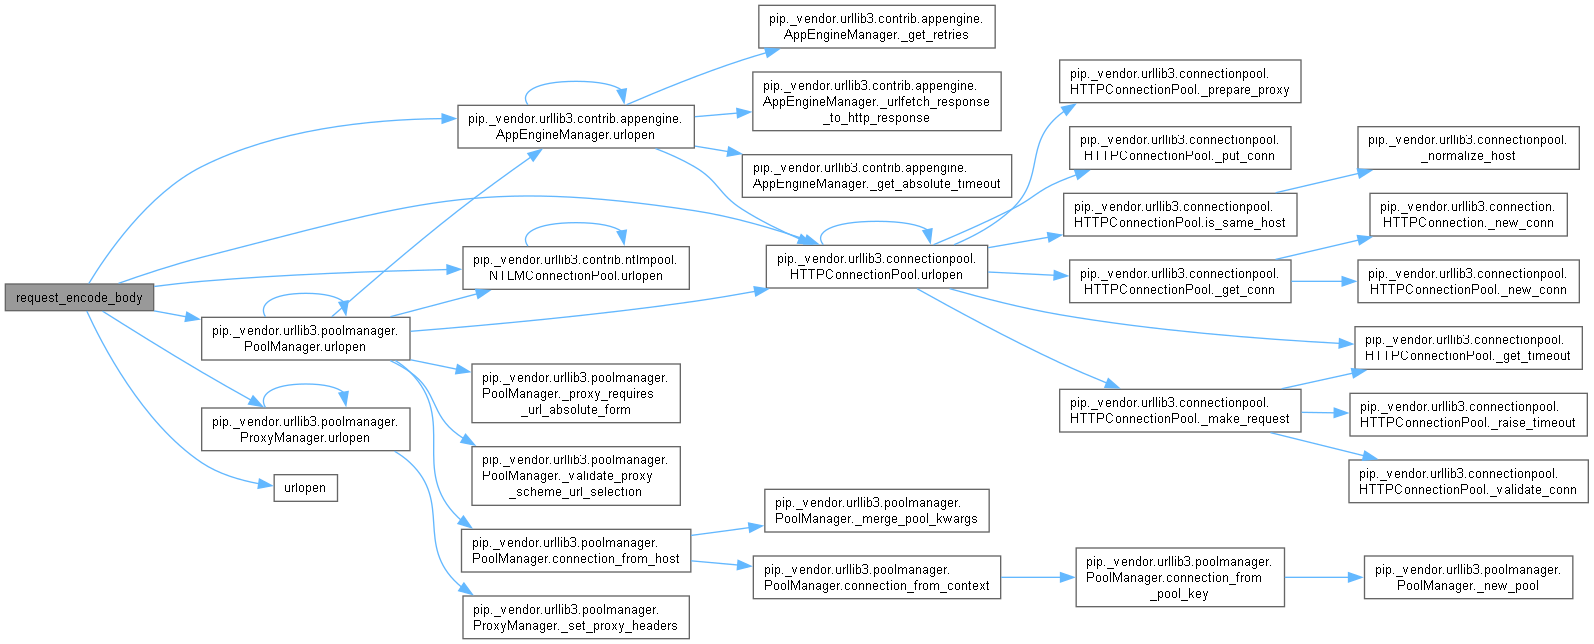 request_encode_body
pip._vendor.urllib3.contrib.appengine.
AppEngineManager.urlopen
pip._vendor.urllib3.contrib.ntlmpool.
NTLMConnectionPool.urlopen
pip._vendor.urllib3.poolmanager.
PoolManager.urlopen
pip._vendor.urllib3.poolmanager.
ProxyManager.urlopen
urlopen
pip._vendor.urllib3.contrib.appengine.
AppEngineManager._get_retries
pip._vendor.urllib3.contrib.appengine.
AppEngineManager._urlfetch_response
_to_http_response
pip._vendor.urllib3.contrib.appengine.
AppEngineManager._get_absolute_timeout
pip._vendor.urllib3.connectionpool.
HTTPConnectionPool.urlopen
pip._vendor.urllib3.poolmanager.
PoolManager._proxy_requires
_url_absolute_form
pip._vendor.urllib3.poolmanager.
PoolManager._validate_proxy
_scheme_url_selection
pip._vendor.urllib3.poolmanager.
PoolManager.connection_from_host
pip._vendor.urllib3.poolmanager.
ProxyManager._set_proxy_headers
pip._vendor.urllib3.poolmanager.
PoolManager._merge_pool_kwargs
pip._vendor.urllib3.poolmanager.
PoolManager.connection_from_context
pip._vendor.urllib3.connectionpool.
HTTPConnectionPool._prepare_proxy
pip._vendor.urllib3.connectionpool.
HTTPConnectionPool._put_conn
pip._vendor.urllib3.connectionpool.
HTTPConnectionPool.is_same_host
pip._vendor.urllib3.connectionpool.
HTTPConnectionPool._get_conn
pip._vendor.urllib3.connectionpool.
HTTPConnectionPool._make_request
pip._vendor.urllib3.poolmanager.
PoolManager.connection_from
_pool_key
pip._vendor.urllib3.connectionpool.
_normalize_host
pip._vendor.urllib3.connection.
HTTPConnection._new_conn
pip._vendor.urllib3.connectionpool.
HTTPConnectionPool._new_conn
pip._vendor.urllib3.connectionpool.
HTTPConnectionPool._get_timeout
pip._vendor.urllib3.connectionpool.
HTTPConnectionPool._raise_timeout
pip._vendor.urllib3.connectionpool.
HTTPConnectionPool._validate_conn
pip._vendor.urllib3.poolmanager.
PoolManager._new_pool